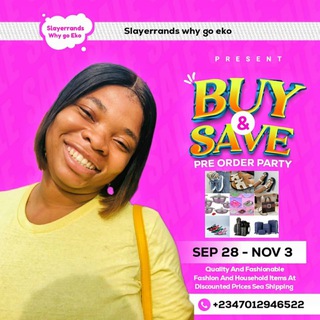 Slayerrands
Why go Eko
Slayerrands why go eko
PRESENT
BUY
&
SAVE
PRE ORDER PARTY
SEP 28 - NOV 3
Quality And Fashionable
Fashion And Household Items At
Discounted Prices Sea Shipping
+2347012946522